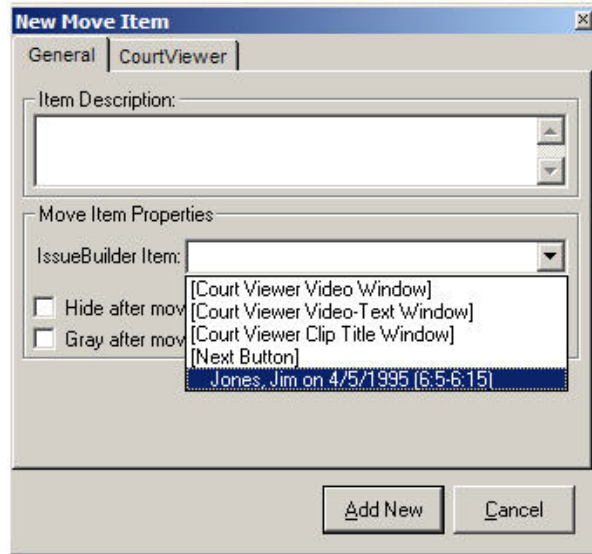 New Move Item
General CourtViewer
Item Description:
Move Item Properties
IssueBuilder Item:
[Court Viewer Video Window]
Hide after mov
[Court Viewer Video-Text Window]
[Court Viewer Clip Title Window]
Gray after mov
[Next Button]
Jones, Jim on 4/5/1995 (6:5-6:15)
Add New Cancel